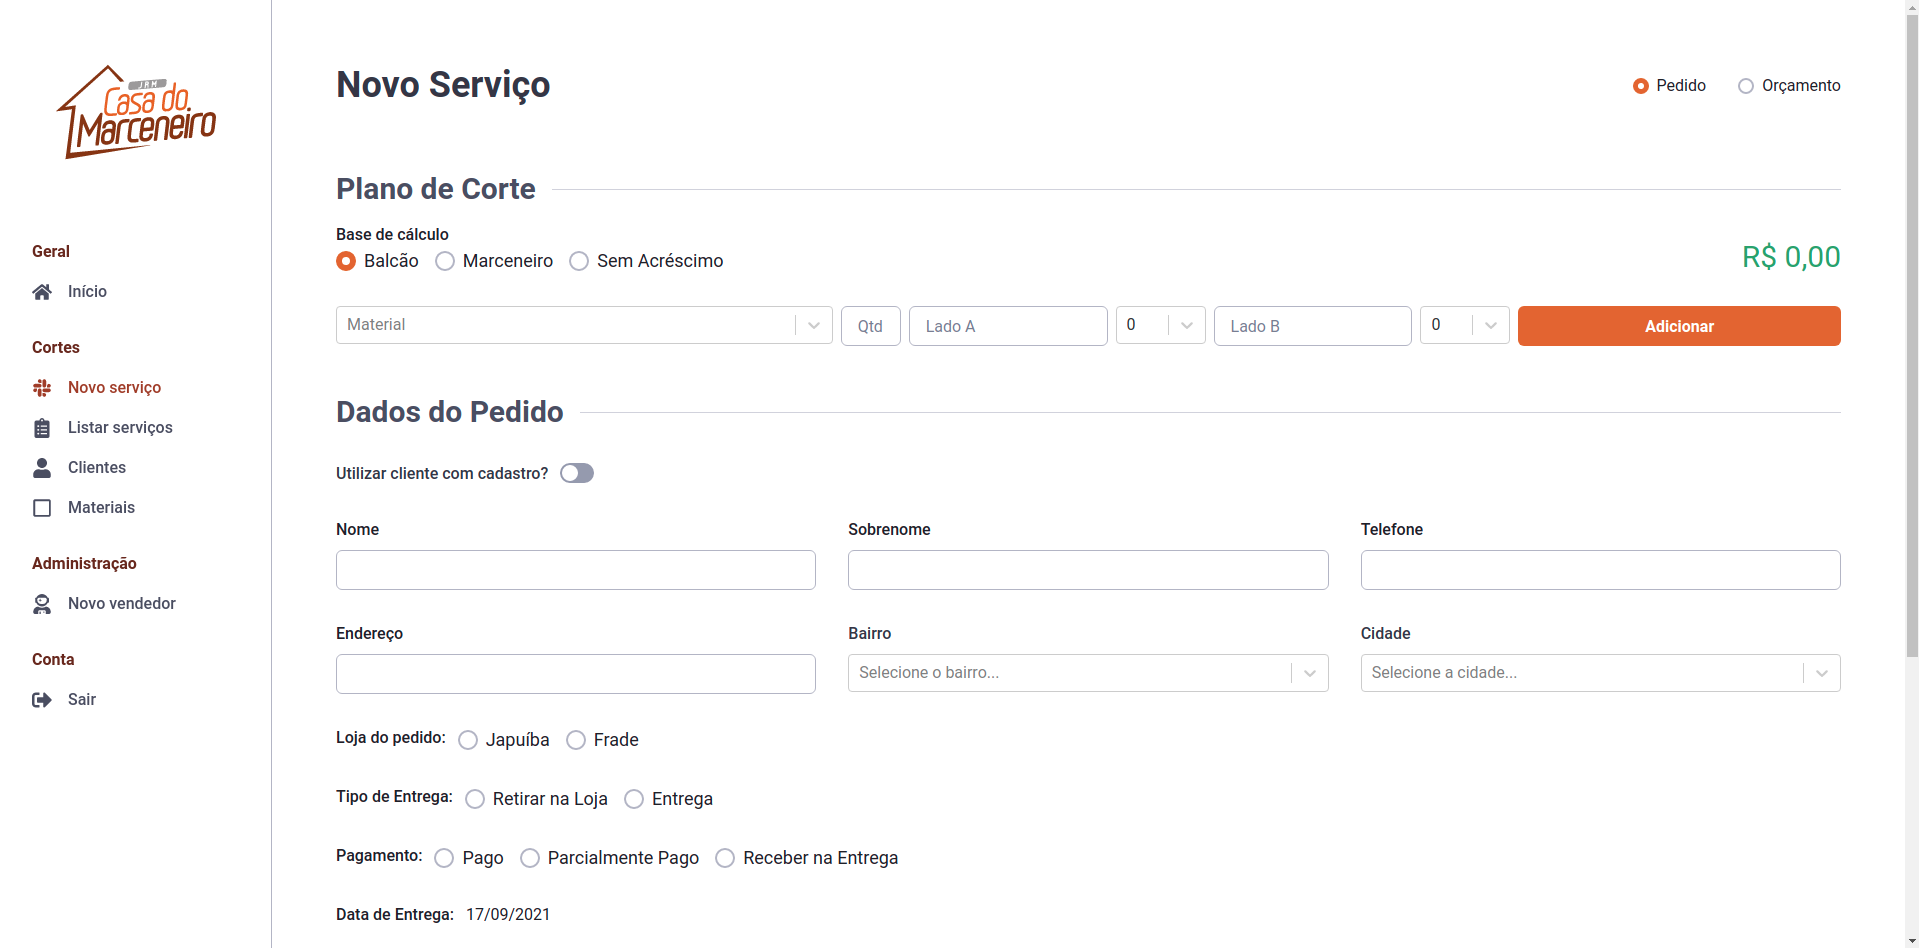 JRM
Casa do
Marceneiro
Geral
Início
Cortes
Novo serviço
Listar serviços
Clientes
Materiais
Administração
Novo vendedor
Conta
Sair
Novo Serviço
Pedido Orçamento
Plano de Corte
Base de cálculo
Balcão Marceneiro Sem Acréscimo
R$ 0,00
Material Qtd Lado A 0 Lado B 0 Adicionar
Dados do Pedido
Utilizar cliente com cadastro?
Nome Sobrenome Telefone
Endereço Bairro Cidade
Selecione o bairro... Selecione a cidade...
Loja do pedido: Japuíba Frade
Tipo de Entrega: Retirar na Loja Entrega
Pagamento: Pago Parcialmente Pago Receber na Entrega
Data de Entrega: 17/09/2021